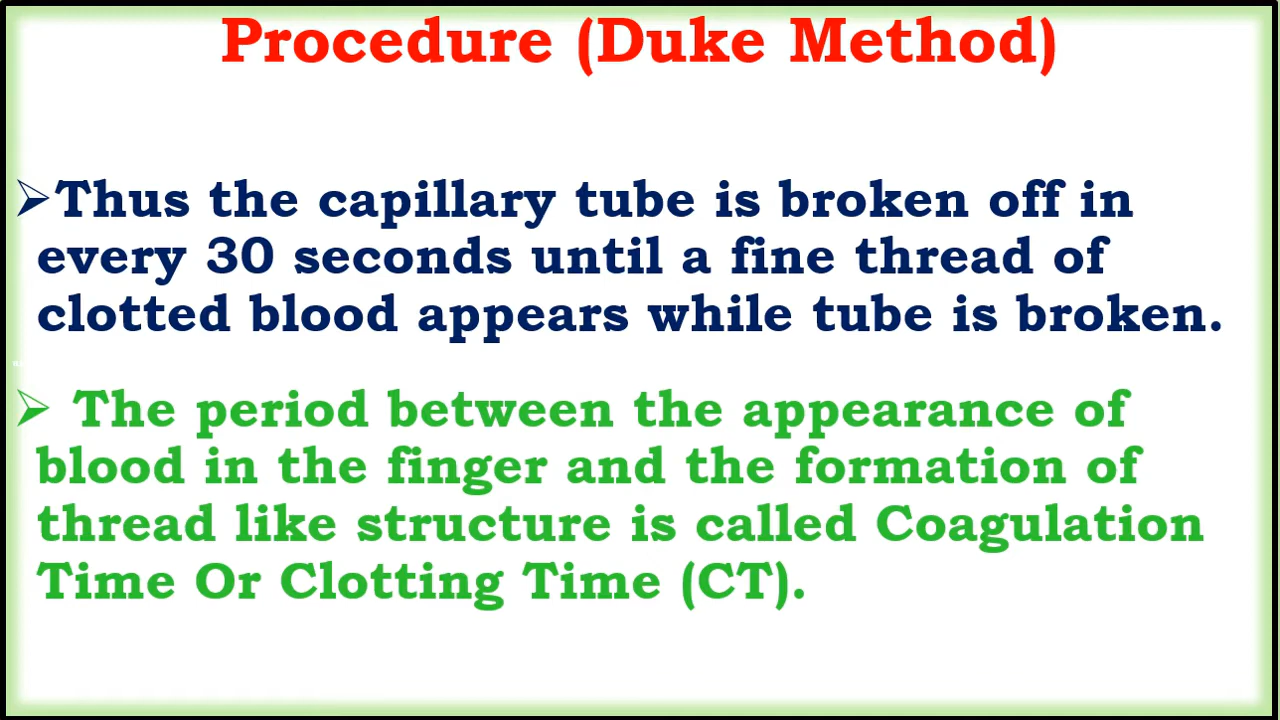 Procedure (Duke Method)
➢Thus the capillary tube is broken off in
every 30 seconds until a fine thread of
clotted blood appears while tube is broken.
➢ The period between the appearance of
blood in the finger and the formation of
thread like structure is called Coagulation
Time Or Clotting Time (CT).